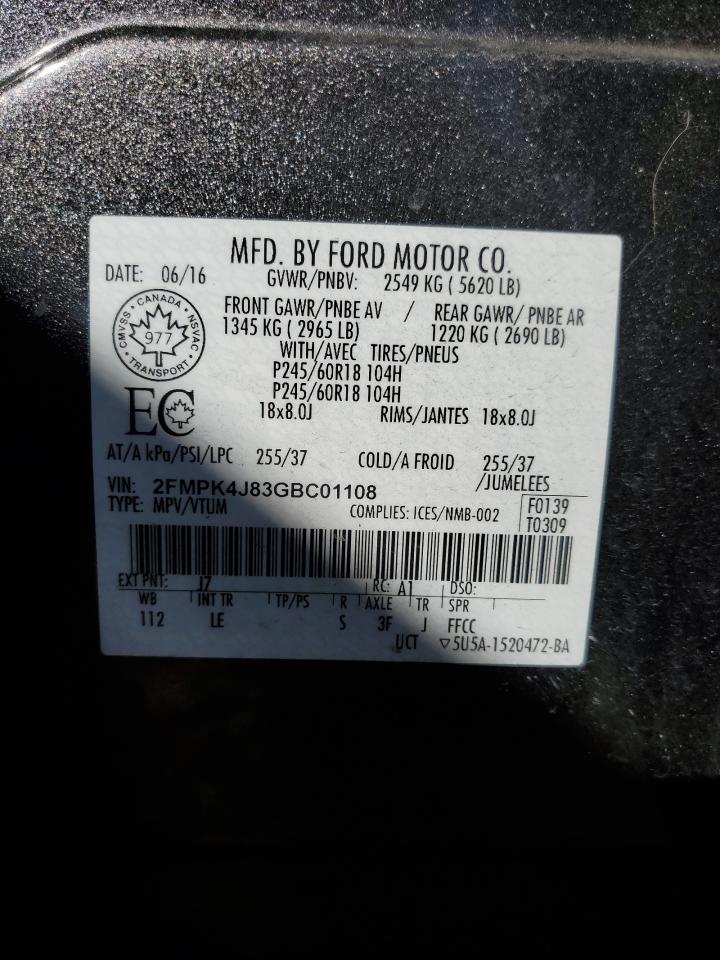 MFD. BY FORD MOTOR CO.
DATE: 06/16 GVWR/PNBV: 2549 KG ( 5620 LB)
FRONT GAWR/PNBE AV / REAR GAWR/ PNBE AR
1345 KG ( 2965 LB) 1220 KG ( 2690 LB)
WITH/AVEC TIRES/PNEUS
P245/60R18 104H
P245/60R18 104H
18x8.0J RIMS/JANTES 18x8.0J
CMVSS • CANADA • NSVAC • TRANSPORT •
977
EC
AT/A kPa/PSI/LPC 255/37 COLD/A FROID 255/37
/JUMELEES
VIN: 2FMPK4J83GBC01108
TYPE: MPV/VTUM COMPLIES: ICES/NMB-002
F0139
T0309
EXT PNT: J7 RC: A1 DSO:
WB INT TR TP/PS R AXLE TR SPR
112 LE S 3F J FFCC
UCT ▽5U5A-1520472-BA